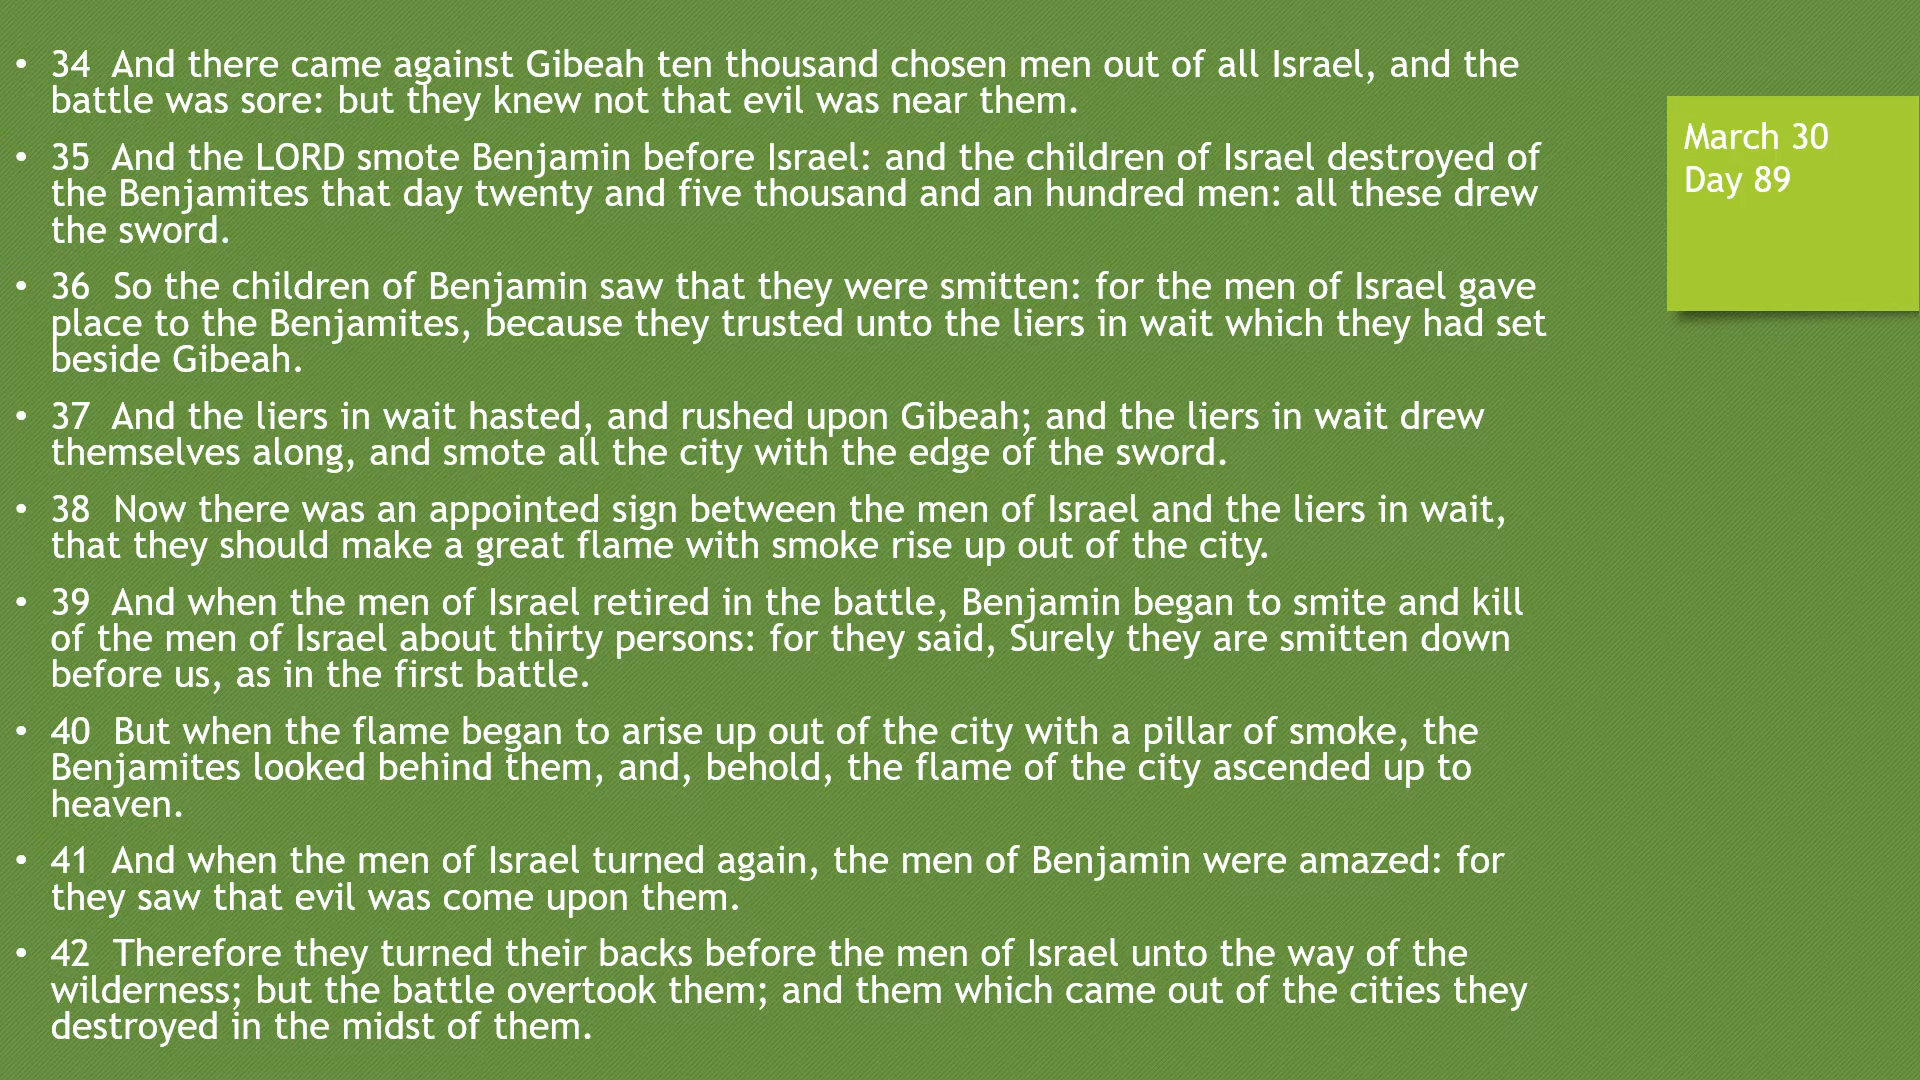 • 34  And there came against Gibeah ten thousand chosen men out of all Israel, and the
battle was sore: but they knew not that evil was near them.
• 35  And the LORD smote Benjamin before Israel: and the children of Israel destroyed of
the Benjamites that day twenty and five thousand and an hundred men: all these drew
the sword.
• 36  So the children of Benjamin saw that they were smitten: for the men of Israel gave
place to the Benjamites, because they trusted unto the liers in wait which they had set
beside Gibeah.
• 37  And the liers in wait hasted, and rushed upon Gibeah; and the liers in wait drew
themselves along, and smote all the city with the edge of the sword.
• 38  Now there was an appointed sign between the men of Israel and the liers in wait,
that they should make a great flame with smoke rise up out of the city.
• 39  And when the men of Israel retired in the battle, Benjamin began to smite and kill
of the men of Israel about thirty persons: for they said, Surely they are smitten down
before us, as in the first battle.
• 40  But when the flame began to arise up out of the city with a pillar of smoke, the
Benjamites looked behind them, and, behold, the flame of the city ascended up to
heaven.
• 41  And when the men of Israel turned again, the men of Benjamin were amazed: for
they saw that evil was come upon them.
• 42  Therefore they turned their backs before the men of Israel unto the way of the
wilderness; but the battle overtook them; and them which came out of the cities they
destroyed in the midst of them.
March 30
Day 89